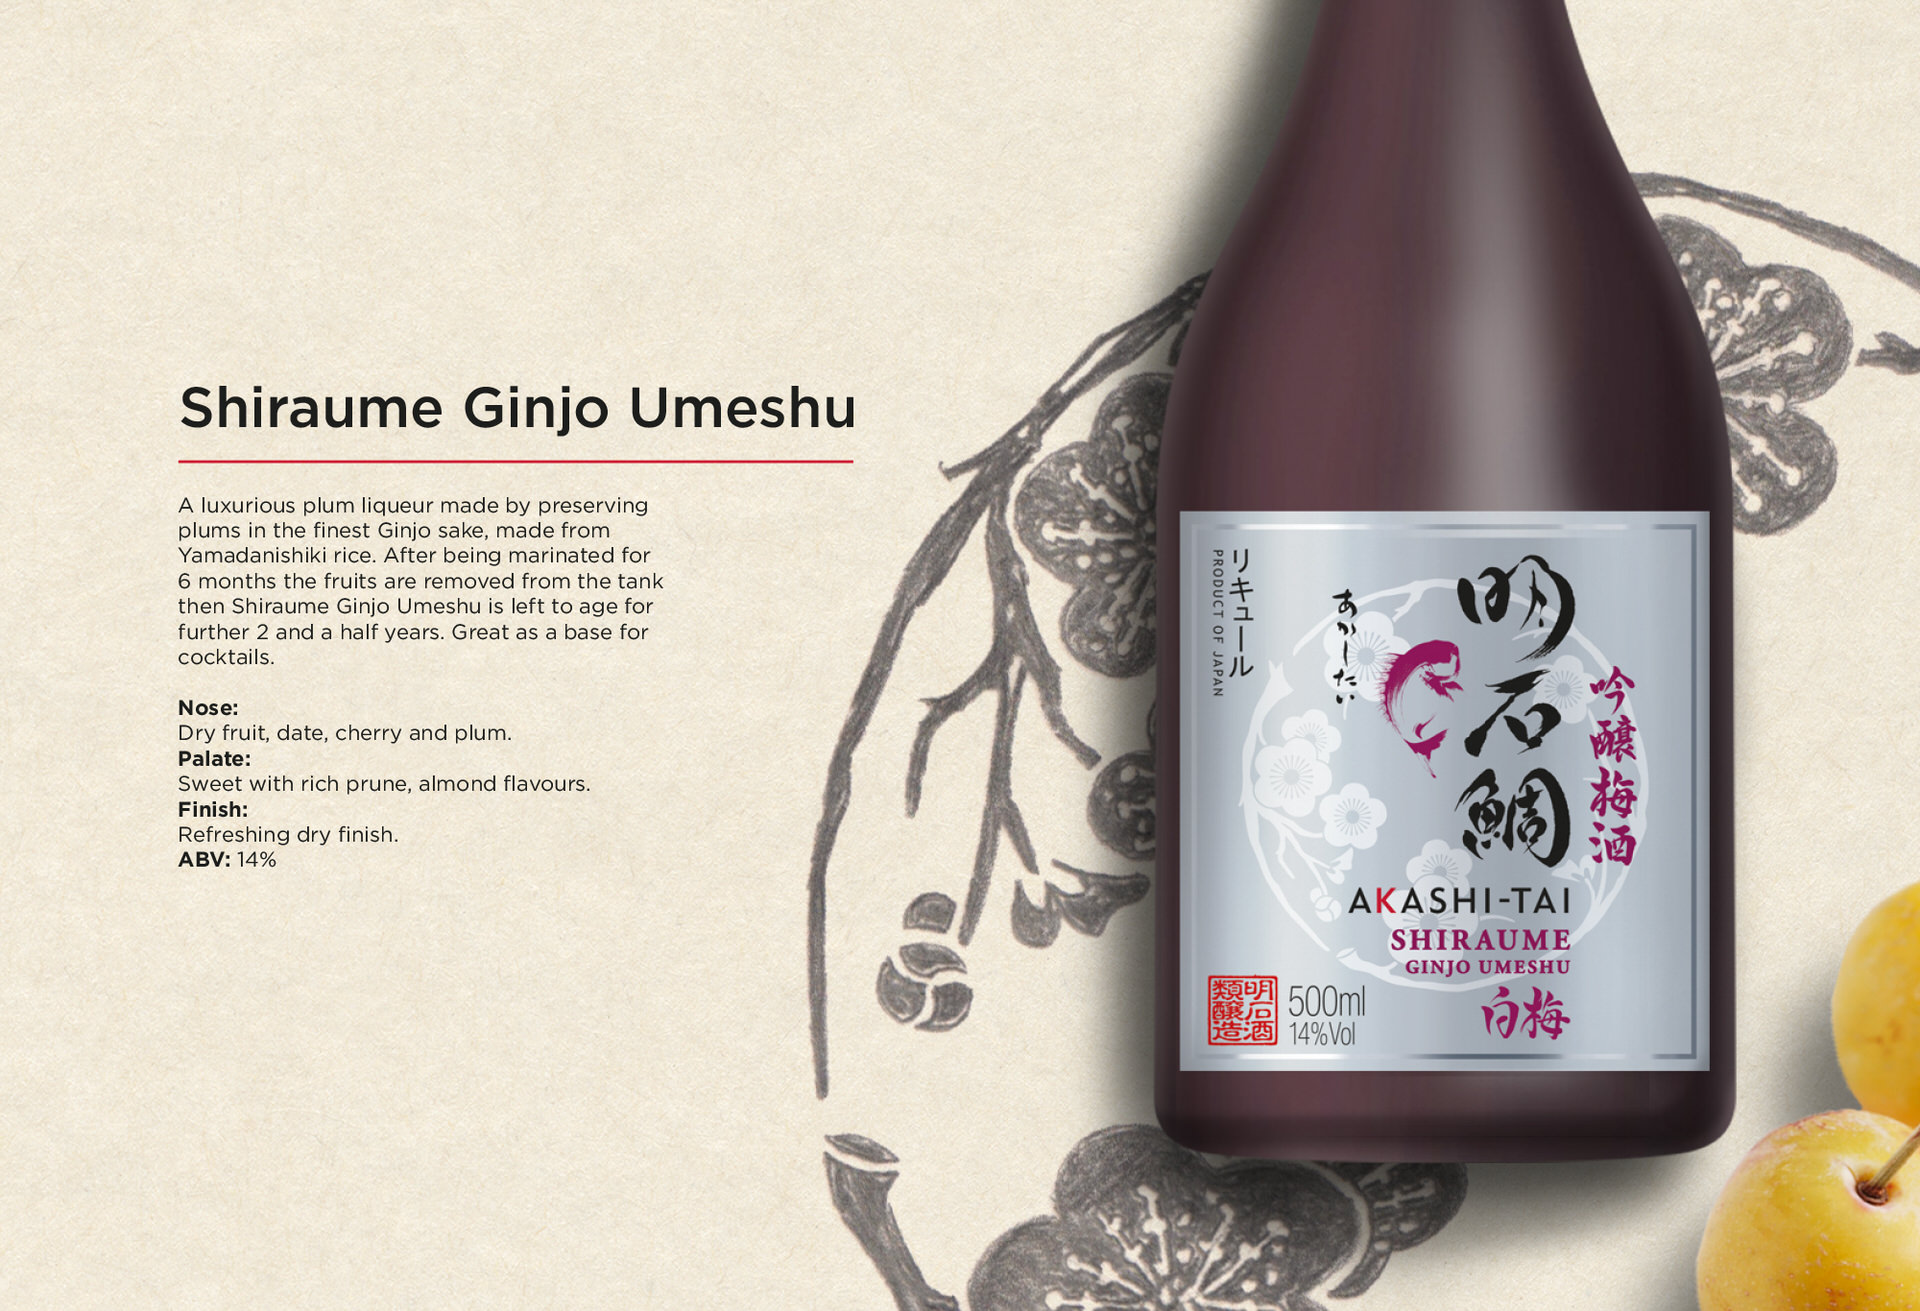 Shiraume Ginjo Umeshu
A luxurious plum liqueur made by preserving
plums in the finest Ginjo sake, made from
Yamadanishiki rice. After being marinated for
6 months the fruits are removed from the tank
then Shiraume Ginjo Umeshu is left to age for
further 2 and a half years. Great as a base for
cocktails.
Nose:
Dry fruit, date, cherry and plum.
Palate:
Sweet with rich prune, almond flavours.
Finish:
Refreshing dry finish.
ABV: 14%
リキュール
PRODUCT OF JAPAN
あかしたい
明石鯛
吟醸梅酒
AKASHI-TAI
SHIRAUME
GINJO UMESHU
白梅
明石酒
類醸造
500ml
14%Vol